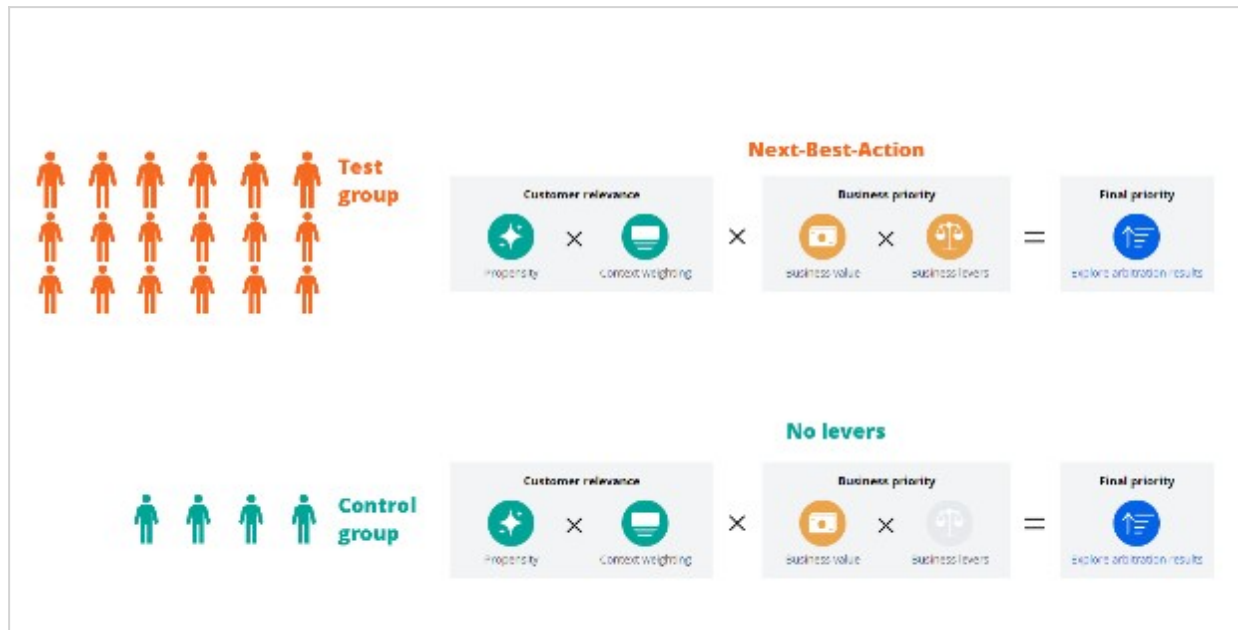 Next-Best-Action
Test
group
Customer relevance
Business priority
Final priority
×
×
×
=
Propensity
Context weighting
Business value
Business levers
Explore arbitration results
No levers
Control
group
Customer relevance
Business priority
Final priority
×
×
×
=
Propensity
Context weighting
Business value
Business levers
Explore arbitration results